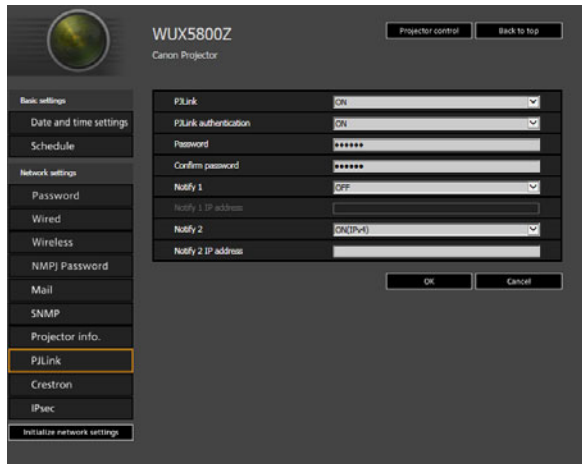 WUX5800Z
Canon Projector
Projector control
Back to top
Basic settings
Date and time settings
Schedule
Network settings
Password
Wired
Wireless
NMPJ Password
Mail
SNMP
Projector info.
PJLink
Crestron
IPsec
Initialize network settings
PJLink ON
PJLink authentication ON
Password ••••••
Confirm password ••••••
Notify 1 OFF
Notify 1 IP address
Notify 2 ON(IPv4)
Notify 2 IP address
OK
Cancel